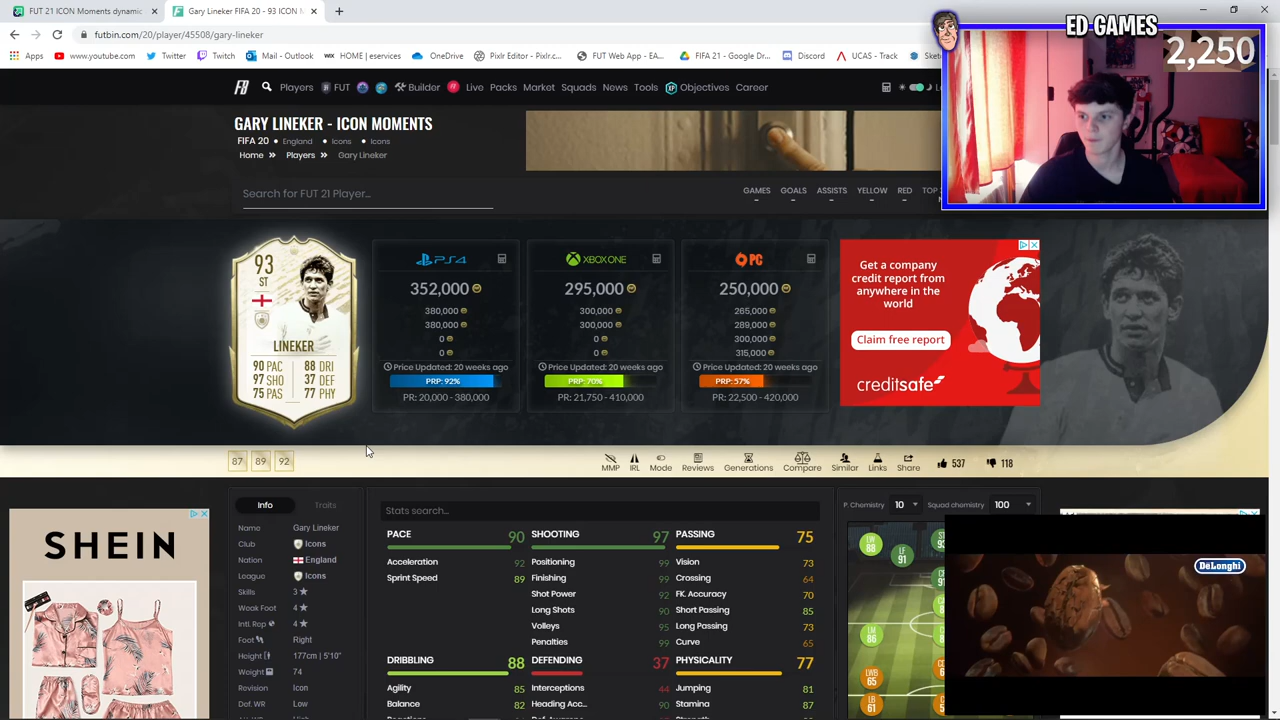 FUT 21 ICON Moments dynamic
Gary Lineker FIFA 20 - 93 ICON M
futbin.com/20/player/45508/gary-lineker
Apps
www.youtube.com
Twitter
Twitch
Mail - Outlook
HOME | eservices
OneDrive
Pixlr Editor - Pixlr.c...
FUT Web App - EA...
FIFA 21 - Google Dr...
Discord
UCAS - Track
Sket
ED GAMES
2,250
Players FUT Builder Live Packs Market Squads News Tools Objectives Career
GARY LINEKER - ICON MOMENTS
FIFA 20 • England • Icons • Icons
Home » Players » Gary Lineker
Search for FUT 21 Player...
GAMES GOALS ASSISTS YELLOW RED TOP
- - - - -
93
ST
LINEKER
90 PAC 88 DRI
97 SHO 37 DEF
75 PAS 77 PHY
PS4
352,000
380,000
380,000
0
0
Price Updated: 20 weeks ago
PRP: 92%
PR: 20,000 - 380,000
XBOX ONE
295,000
300,000
300,000
0
0
Price Updated: 20 weeks ago
PRP: 70%
PR: 21,750 - 410,000
PC
250,000
265,000
289,000
300,000
315,000
Price Updated: 20 weeks ago
PRP: 57%
PR: 22,500 - 420,000
Get a company
credit report from
anywhere in the
world
Claim free report
creditsafe
87 89 92
MMP IRL Mode Reviews Generations Compare Similar Links Share 537 118
SHEIN
Info Traits
Name Gary Lineker
Club Icons
Nation England
League Icons
Skills 3
Weak Foot 4
Intl. Rep 4
Foot Right
Height 177cm | 5'10"
Weight 74
Revision Icon
Def. WR Low
Stats search...
PACE 90
Acceleration 92
Sprint Speed 89
SHOOTING 97
Positioning 99
Finishing 99
Shot Power 92
Long Shots 90
Volleys 95
Penalties 99
PASSING 75
Vision 73
Crossing 64
FK. Accuracy 70
Short Passing 85
Long Passing 73
Curve 65
DRIBBLING 88
Agility 85
Balance 82
DEFENDING 37
Interceptions 44
Heading Acc... 90
PHYSICALITY 77
Jumping 81
Stamina 87
P. Chemistry 10 Squad chemistry 100
LW
88
LF
91
LM
86
LWB
65
LB
61
DeLonghi